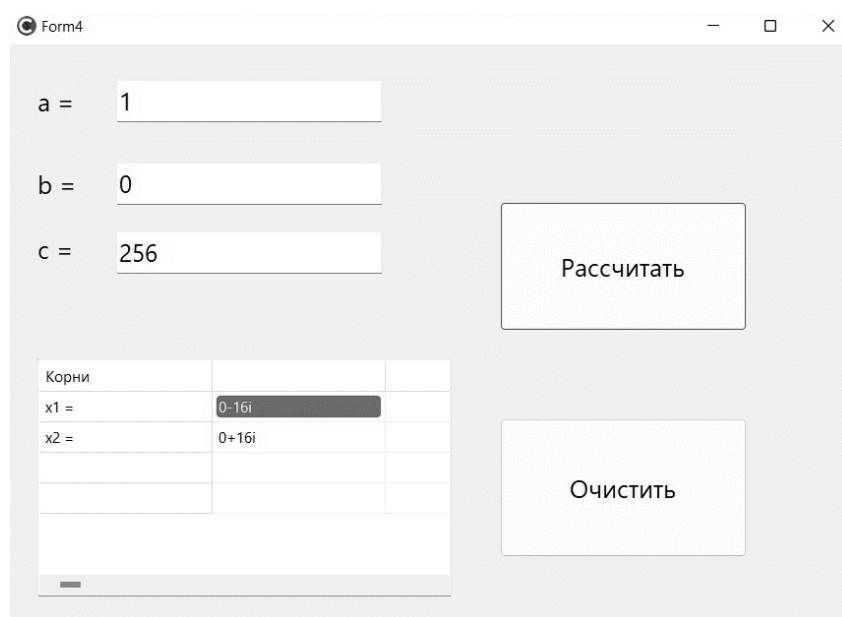 Form4
a = 1
b = 0
c = 256
Рассчитать
Корни
x1 = 0-16i
x2 = 0+16i
Очистить